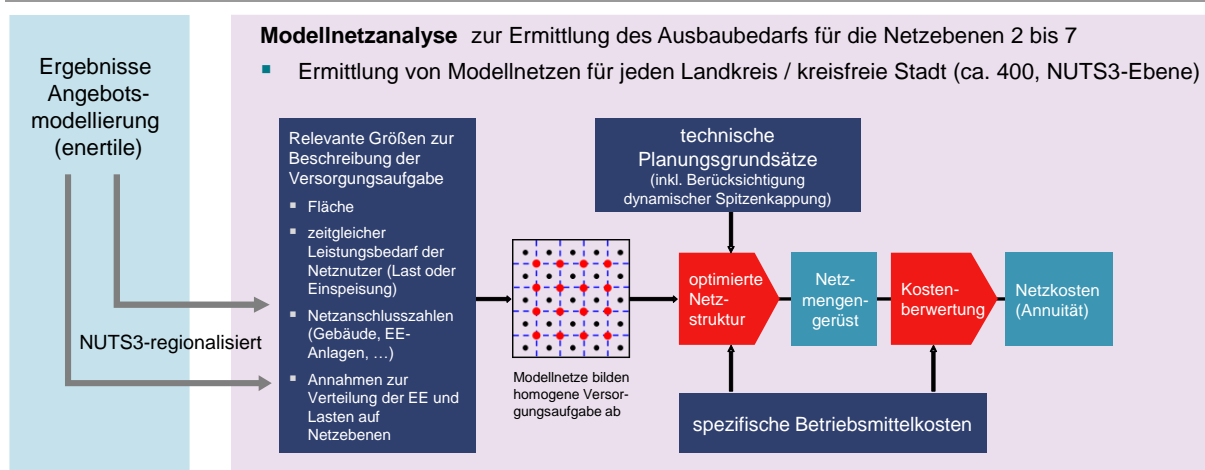 Modellnetzanalyse zur Ermittlung des Ausbaubedarfs für die Netzebenen 2 bis 7
▪ Ermittlung von Modellnetzen für jeden Landkreis / kreisfreie Stadt (ca. 400, NUTS3-Ebene)
Ergebnisse
Angebots-
modellierung
(enertile)
NUTS3-regionalisiert
Relevante Größen zur
Beschreibung der
Versorgungsaufgabe
▪ Fläche
▪ zeitgleicher
Leistungsbedarf der
Netznutzer (Last oder
Einspeisung)
▪ Netzanschlusszahlen
(Gebäude, EE-
Anlagen, …)
▪ Annahmen zur
Verteilung der EE und
Lasten auf
Netzebenen
Modellnetze bilden
homogene Versor-
gungsaufgabe ab
technische
Planungsgrundsätze
(inkl. Berücksichtigung
dynamischer Spitzenkappung)
optimierte
Netz-
struktur
Netz-
mengen-
gerüst
Kosten-
berwertung
Netzkosten
(Annuität)
spezifische Betriebsmittelkosten